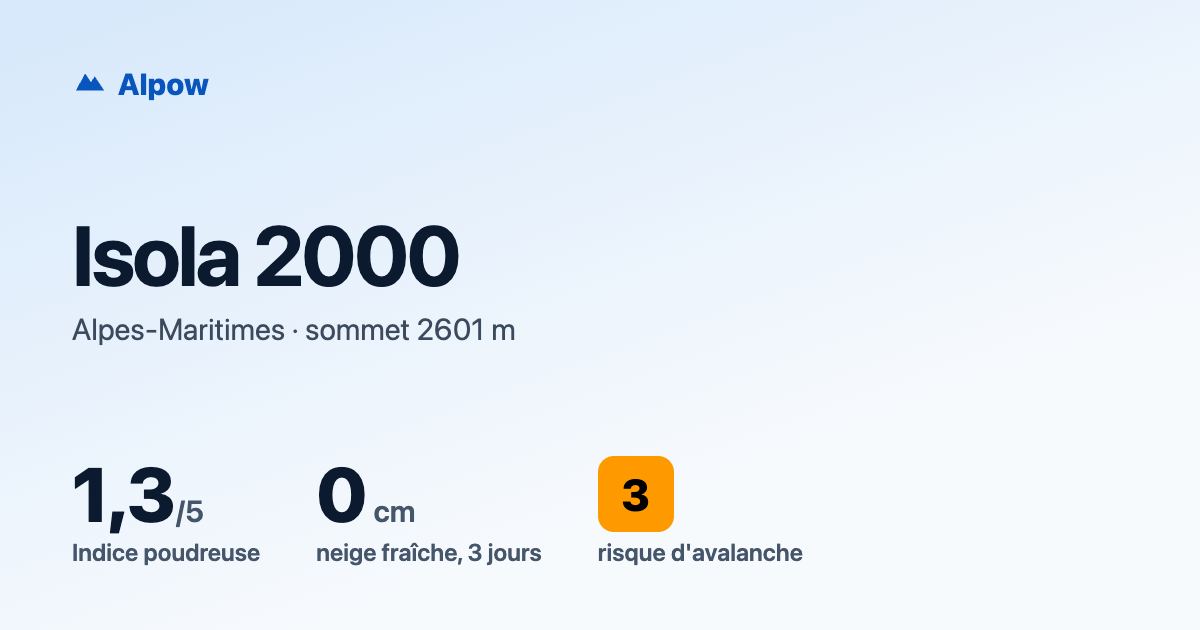 Alpow
Isola 2000
Alpes-Maritimes · sommet 2601 m
1,3/5
Indice poudreuse
0 cm
neige fraîche, 3 jours
3
risque d'avalanche